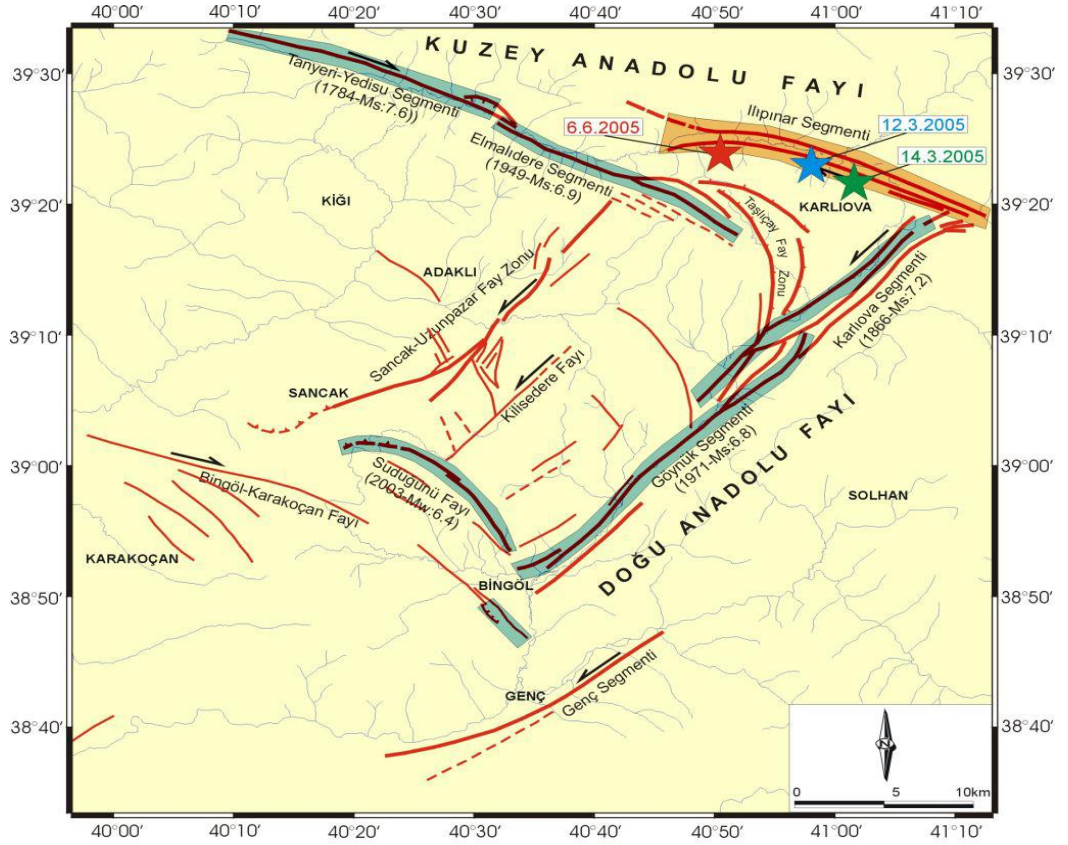 40°00' 40°10' 40°20' 40°30' 40°40' 40°50' 41°00' 41°10'
KUZEY ANADOLU FAYI
39°30' 39°30'
Tanyeri-Yedisu Segmenti
(1784-Ms:7.6))
Ilıpınar Segmenti
6.6.2005
12.3.2005
14.3.2005
Elmalıdere Segmenti
(1949-Ms:6.9)
39°20' 39°20'
KİĞI
KARLIOVA
Taşlıçay Fay Zonu
ADAKLI
Sancak-Uzunpazar Fay Zonu
Karlıova Segmenti
(1866-Ms:7.2)
39°10' 39°10'
SANCAK
Kilisedere Fayı
39°00' 39°00'
Göynük Segmenti
(1971-Ms:6.8)
Sudugünü Fayı
(2003-Mw:6.4)
Bingöl-Karakoçan Fayı
SOLHAN
DOĞU ANADOLU FAYI
KARAKOÇAN
BİNGÖL
38°50' 38°50'
GENÇ
Genç Segmenti
38°40' 38°40'
N
0 5 10km
40°00' 40°10' 40°20' 40°30' 40°40' 40°50' 41°00' 41°10'